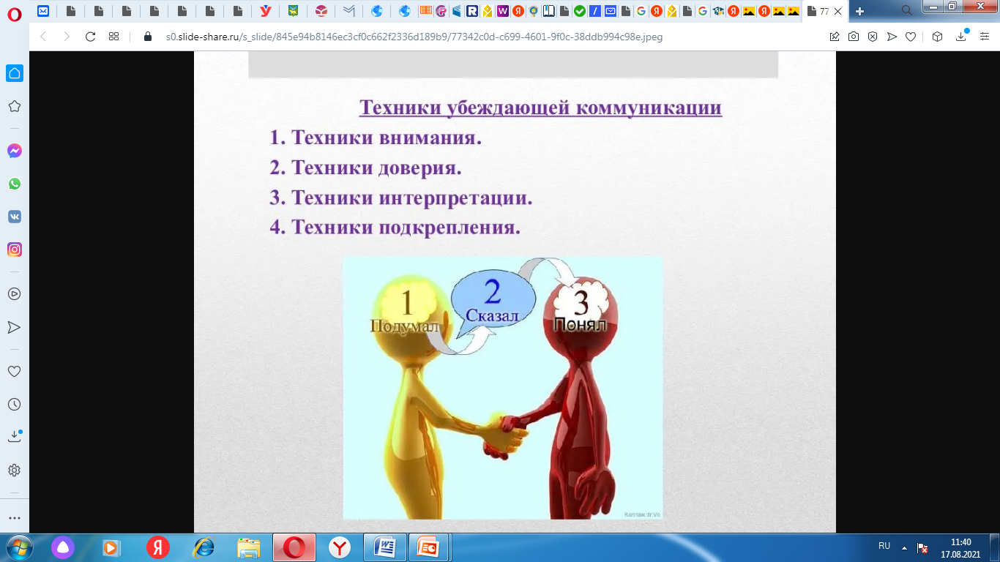 77
s0.slide-share.ru/s_slide/845e94b8146ec3cf0c662f2336d189b9/77342c0d-c699-4601-9f0c-38ddb994c98e.jpeg
Техники убеждающей коммуникации
1. Техники внимания.
2. Техники доверия.
3. Техники интерпретации.
4. Техники подкрепления.
1
Подумал
2
Сказал
3
Понял
RU
11:40
17.08.2021